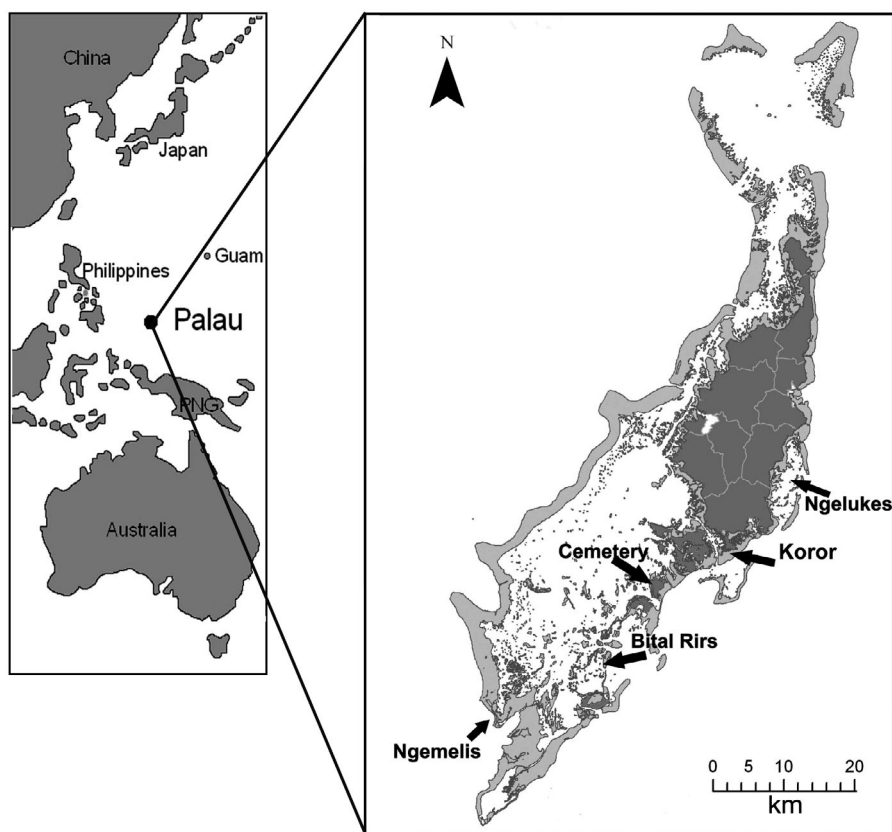 China
Japan
Guam
Philippines
Palau
PNG
Australia
N
Ngelukes
Koror
Cemetery
Bital Rirs
Ngemelis
0 5 10 20
km